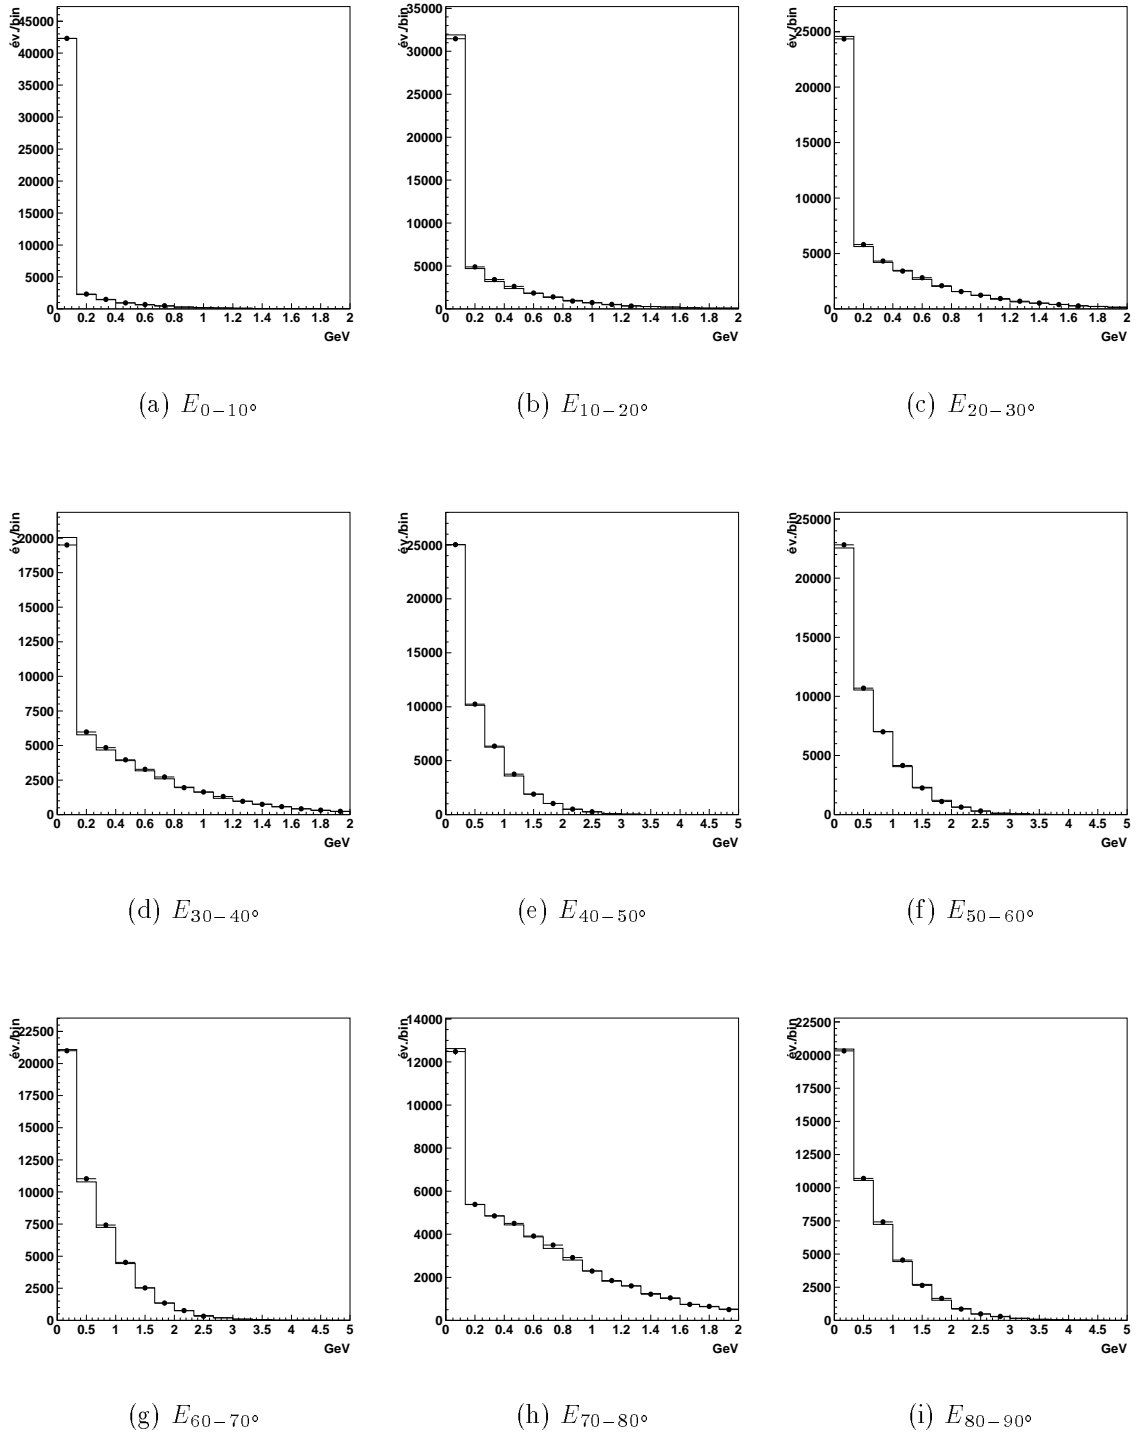 év./bin
45000
40000
35000
30000
25000
20000
15000
10000
5000
0
0 0.2 0.4 0.6 0.8 1 1.2 1.4 1.6 1.8 2
GeV
(a) E0−10°
év./bin
35000
30000
25000
20000
15000
10000
5000
0
0 0.2 0.4 0.6 0.8 1 1.2 1.4 1.6 1.8 2
GeV
(b) E10−20°
év./bin
25000
20000
15000
10000
5000
0
0 0.2 0.4 0.6 0.8 1 1.2 1.4 1.6 1.8 2
GeV
(c) E20−30°
év./bin
20000
17500
15000
12500
10000
7500
5000
2500
0
0 0.2 0.4 0.6 0.8 1 1.2 1.4 1.6 1.8 2
GeV
(d) E30−40°
év./bin
25000
20000
15000
10000
5000
0
0 0.5 1 1.5 2 2.5 3 3.5 4 4.5 5
GeV
(e) E40−50°
év./bin
25000
20000
15000
10000
5000
0
0 0.5 1 1.5 2 2.5 3 3.5 4 4.5 5
GeV
(f) E50−60°
év./bin
22500
20000
17500
15000
12500
10000
7500
5000
2500
0
0 0.5 1 1.5 2 2.5 3 3.5 4 4.5 5
GeV
(g) E60−70°
év./bin
14000
12000
10000
8000
6000
4000
2000
0
0 0.2 0.4 0.6 0.8 1 1.2 1.4 1.6 1.8 2
GeV
(h) E70−80°
év./bin
22500
20000
17500
15000
12500
10000
7500
5000
2500
0
0 0.5 1 1.5 2 2.5 3 3.5 4 4.5 5
GeV
(i) E80−90°